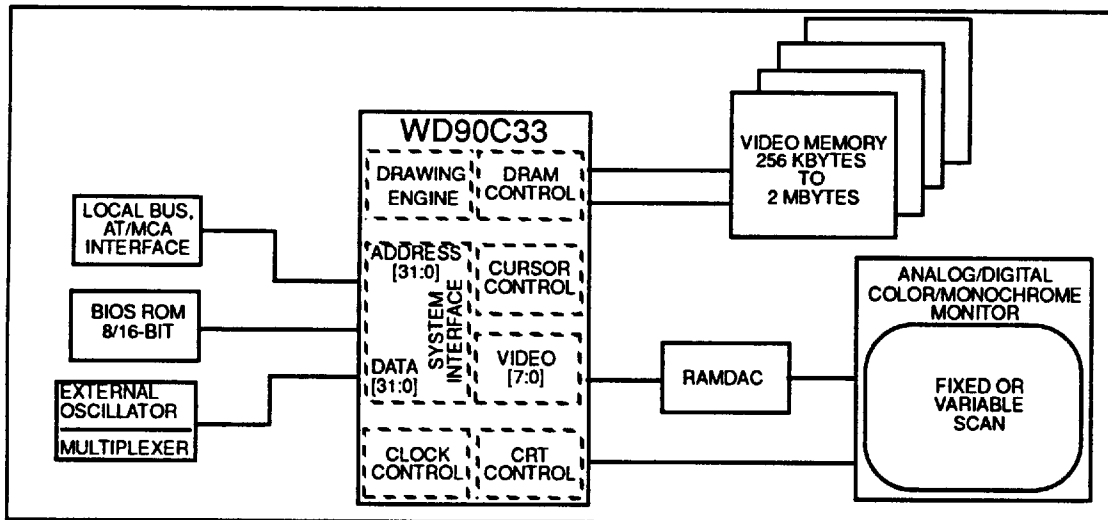 WD90C33
DRAWING
ENGINE
DRAM
CONTROL
ADDRESS
[31:0]
SYSTEM
INTERFACE
DATA
[31:0]
CURSOR
CONTROL
VIDEO
[7:0]
CLOCK
CONTROL
CRT
CONTROL
LOCAL BUS,
AT/MCA
INTERFACE
BIOS ROM
8/16-BIT
EXTERNAL
OSCILLATOR
MULTIPLEXER
VIDEO MEMORY
256 KBYTES
TO
2 MBYTES
RAMDAC
ANALOG/DIGITAL
COLOR/MONOCHROME
MONITOR
FIXED OR
VARIABLE
SCAN